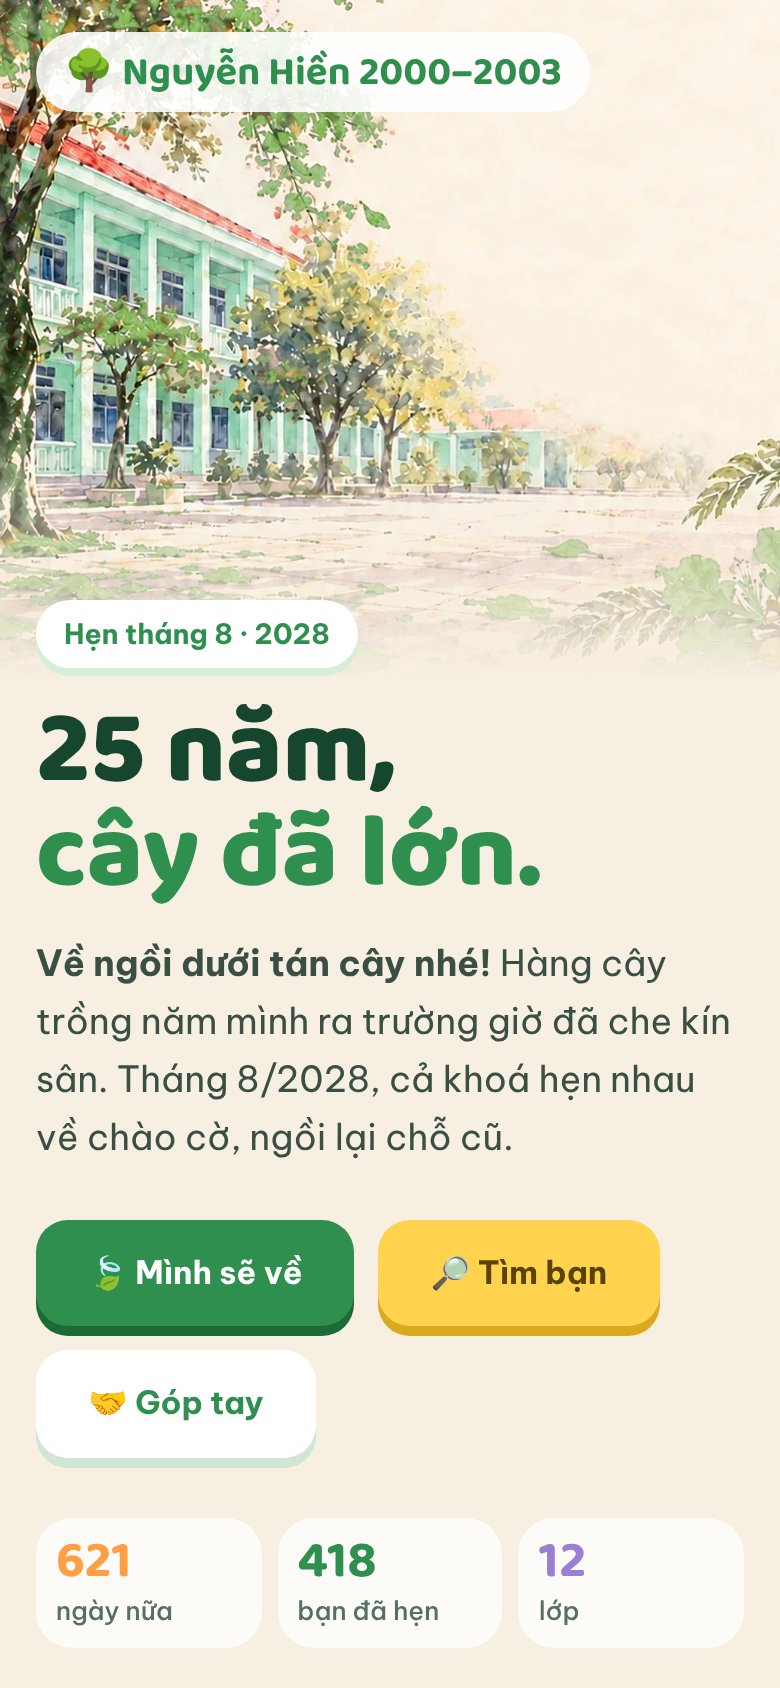 Nguyễn Hiền 2000–2003
Hẹn tháng 8 · 2028
25 năm,
cây đã lớn.
Về ngồi dưới tán cây nhé! Hàng cây
trồng năm mình ra trường giờ đã che kín
sân. Tháng 8/2028, cả khoá hẹn nhau
về chào cờ, ngồi lại chỗ cũ.
Mình sẽ về
Tìm bạn
Góp tay
621
ngày nữa
418
bạn đã hẹn
12
lớp